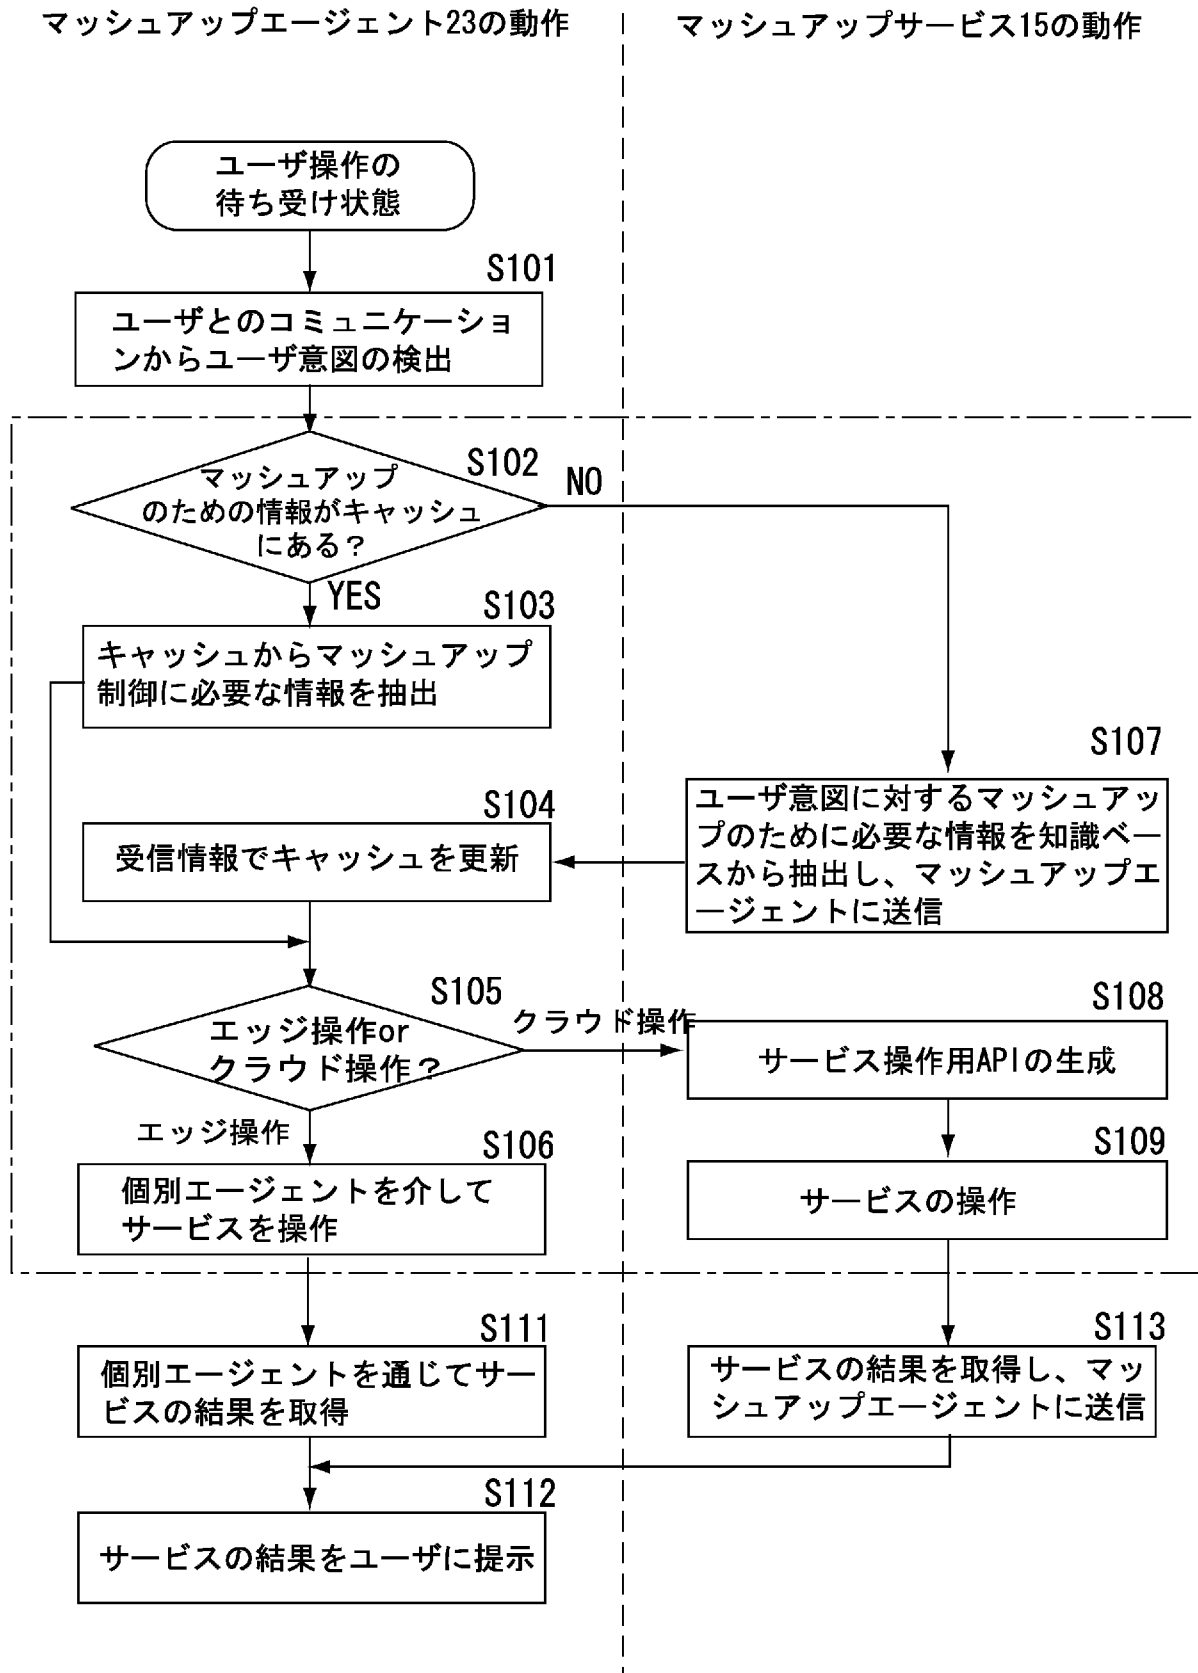 マッシュアップエージェント23の動作
マッシュアップサービス15の動作
ユーザ操作の
待ち受け状態
S101
ユーザとのコミュニケーショ
ンからユーザ意図の検出
S102
マッシュアップ
のための情報がキャッシュ
にある？
NO
YES
S103
キャッシュからマッシュアップ
制御に必要な情報を抽出
S107
ユーザ意図に対するマッシュアッ
プのために必要な情報を知識ベー
スから抽出し、マッシュアップエ
ージェントに送信
S104
受信情報でキャッシュを更新
S105
エッジ操作or
クラウド操作？
クラウド操作
S108
サービス操作用APIの生成
エッジ操作
S106
個別エージェントを介して
サービスを操作
S109
サービスの操作
S111
個別エージェントを通じてサー
ビスの結果を取得
S113
サービスの結果を取得し、マッ
シュアップエージェントに送信
S112
サービスの結果をユーザに提示